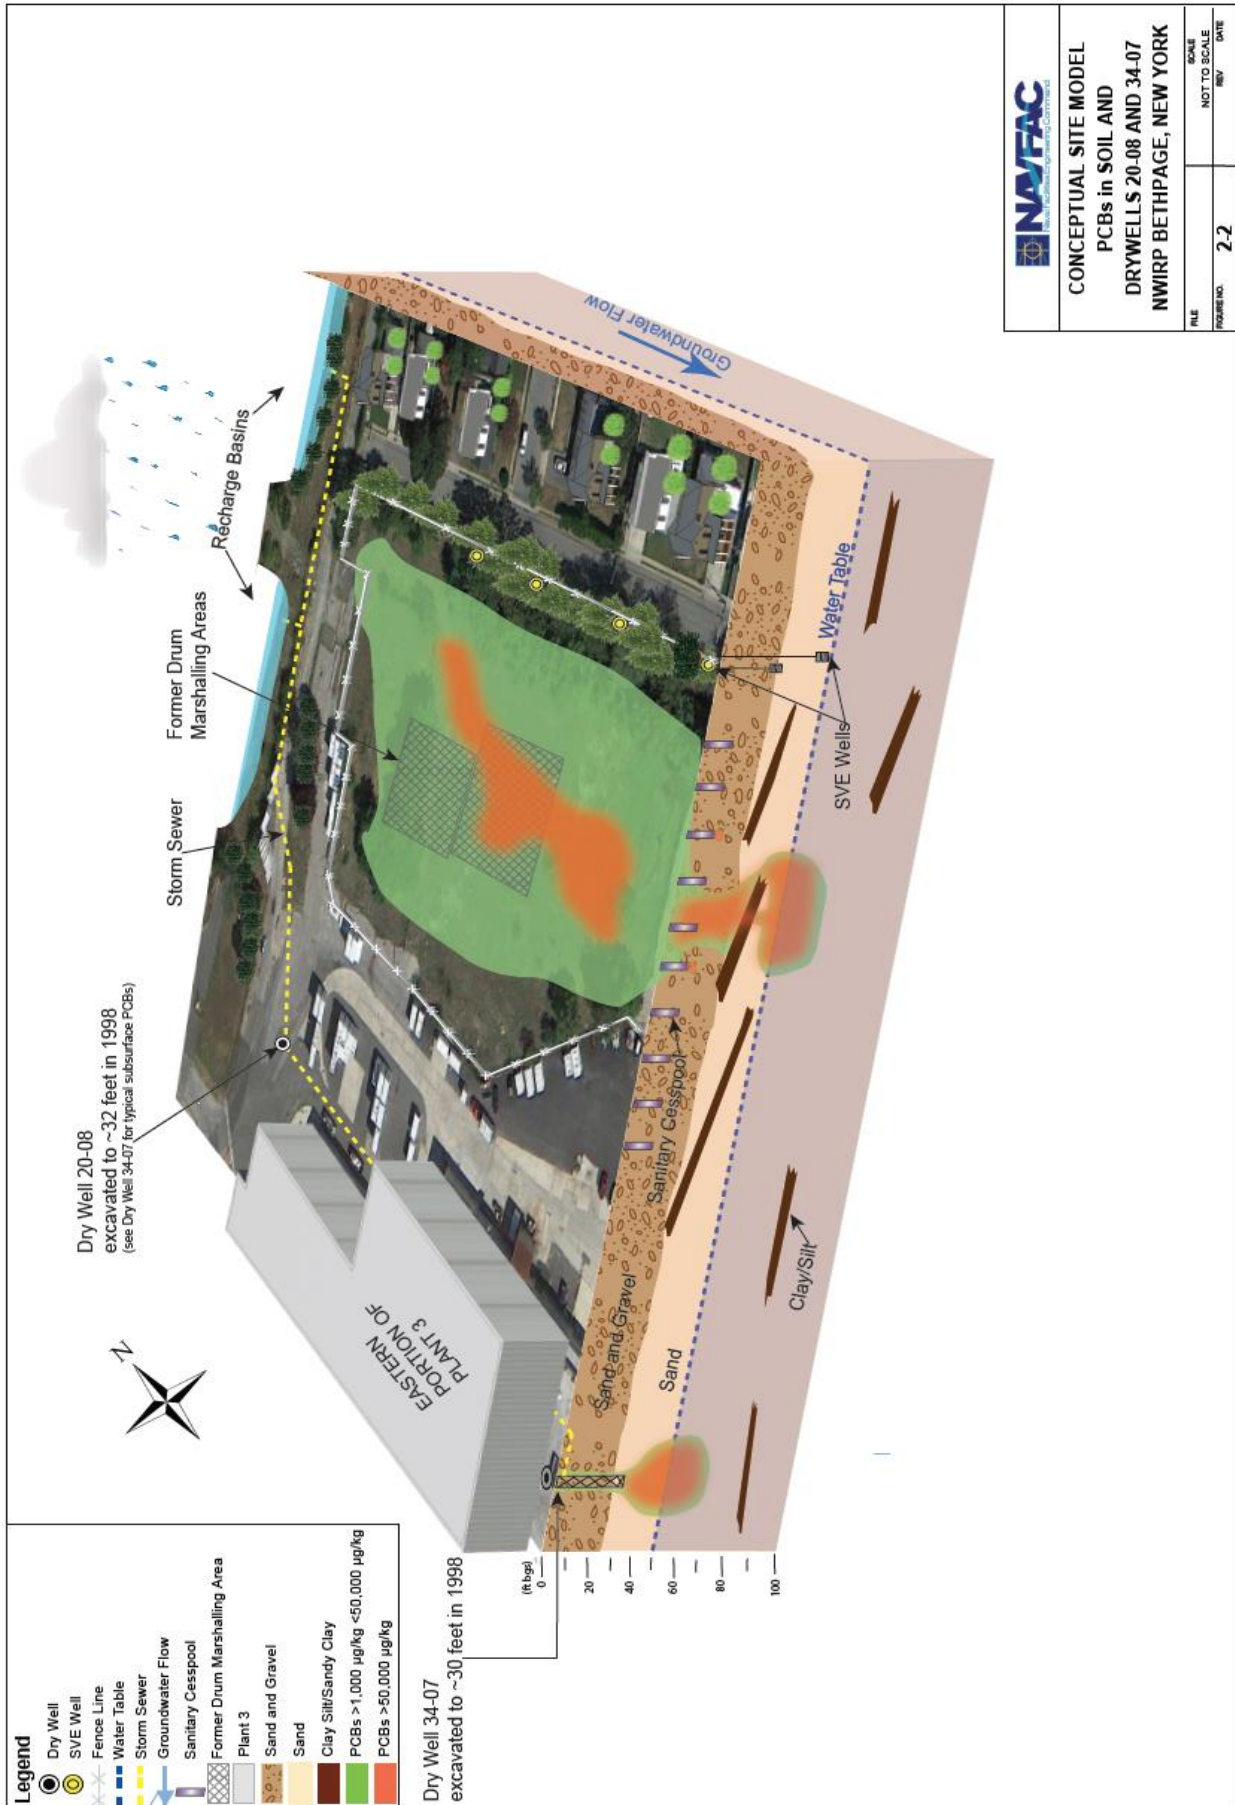 Legend
Dry Well
SVE Well
Fence Line
Water Table
Storm Sewer
Groundwater Flow
Sanitary Cesspool
Former Drum Marshalling Area
Plant 3
Sand and Gravel
Sand
Clay Silt/Sandy Clay
PCBs >1,000 µg/kg <50,000 µg/kg
PCBs >50,000 µg/kg
N
Dry Well 20-08
excavated to ~32 feet in 1998
(see Dry Well 34-07 for typical subsurface PCBs)
Storm Sewer
Former Drum
Marshalling Areas
Recharge Basins
EASTERN
PORTION OF
PLANT 3
Groundwater Flow
Dry Well 34-07
excavated to ~30 feet in 1998
(ft bgs)
0
20
40
60
80
100
Sand and Gravel
Sand
Sanitary Cesspool
Clay/Silt
SVE Wells
Water Table
NAVFAC
Naval Facilities Engineering Command
CONCEPTUAL SITE MODEL
PCBs in SOIL AND
DRYWELLS 20-08 AND 34-07
NWIRP BETHPAGE, NEW YORK
FILE
SCALE
NOT TO SCALE
FIGURE NO.
2-2
REV
DATE